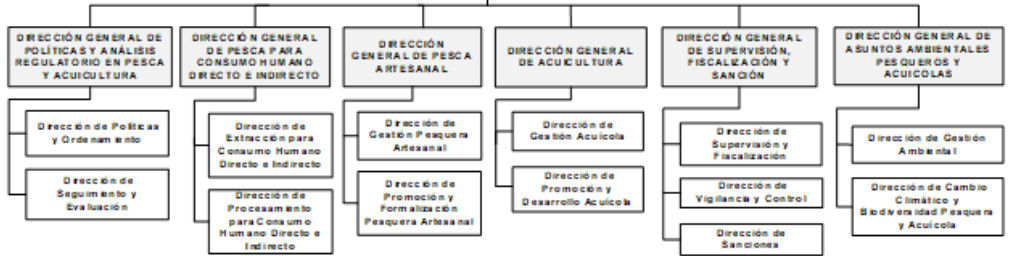 DIRECCIÓN GENERAL DE
POLÍTICAS Y ANÁLISIS
REGULATORIO EN PESCA
Y ACUICULTURA
Dirección de Políticas
y Ordenamiento
Dirección de
Seguimiento y
Evaluación
DIRECCIÓN GENERAL
DE PESCA PARA
CONSUMO HUMANO
DIRECTO E INDIRECTO
Dirección de
Extracción para
Consumo Humano
Directo e Indirecto
Dirección de
Procesamiento
para Consumo
Humano Directo e
Indirecto
DIRECCIÓN
GENERAL DE PESCA
ARTESANAL
Dirección de
Gestión Pesquera
Artesanal
Dirección de
Promoción y
Formalización
Pesquera Artesanal
DIRECCIÓN GENERAL
DE ACUICULTURA
Dirección de
Gestión Acuícola
Dirección de
Promoción y
Desarrollo Acuícola
DIRECCIÓN GENERAL
DE SUPERVISIÓN,
FISCALIZACIÓN Y
SANCIÓN
Dirección de
Supervisión y
Fiscalización
Dirección de
Vigilancia y Control
Dirección de
Sanciones
DIRECCIÓN GENERAL DE
ASUNTOS AMBIENTALES
PESQUEROS Y
ACUICOLAS
Dirección de Gestión
Ambiental
Dirección de Cambio
Climático y
Biodiversidad Pesquera
y Acuícola